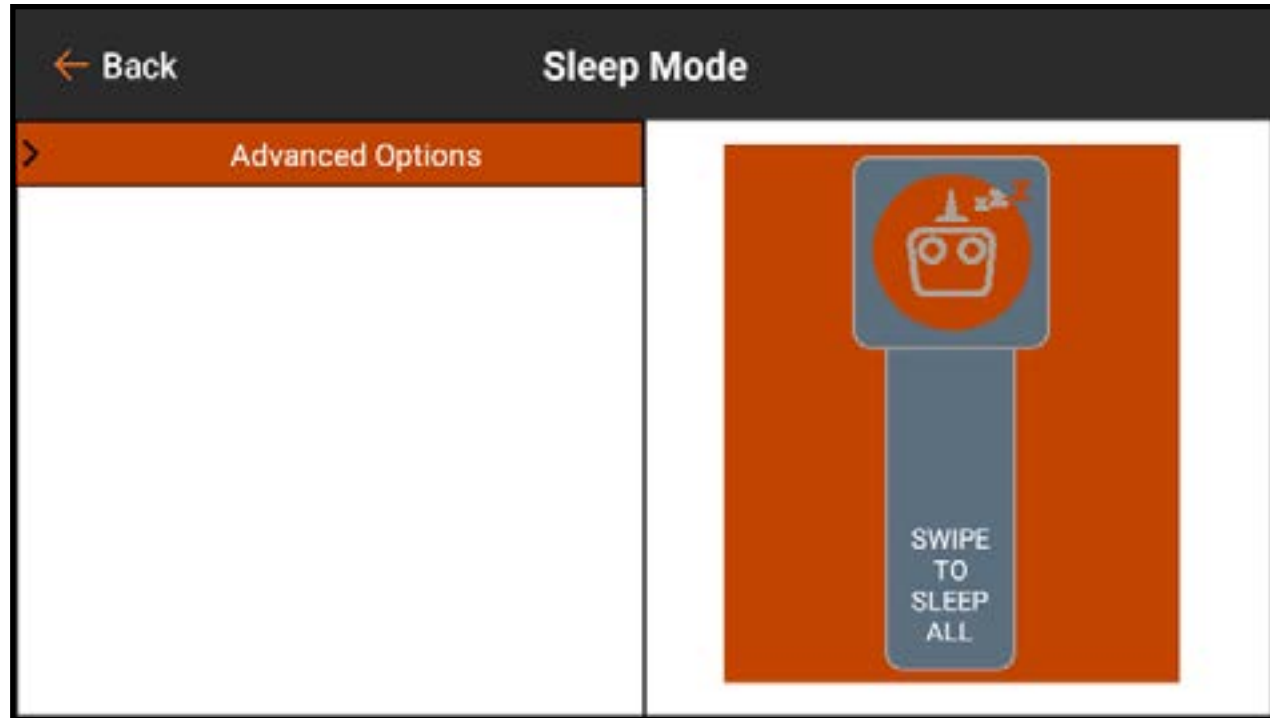 Back
Sleep Mode
Advanced Options
SWIPE
TO
SLEEP
ALL